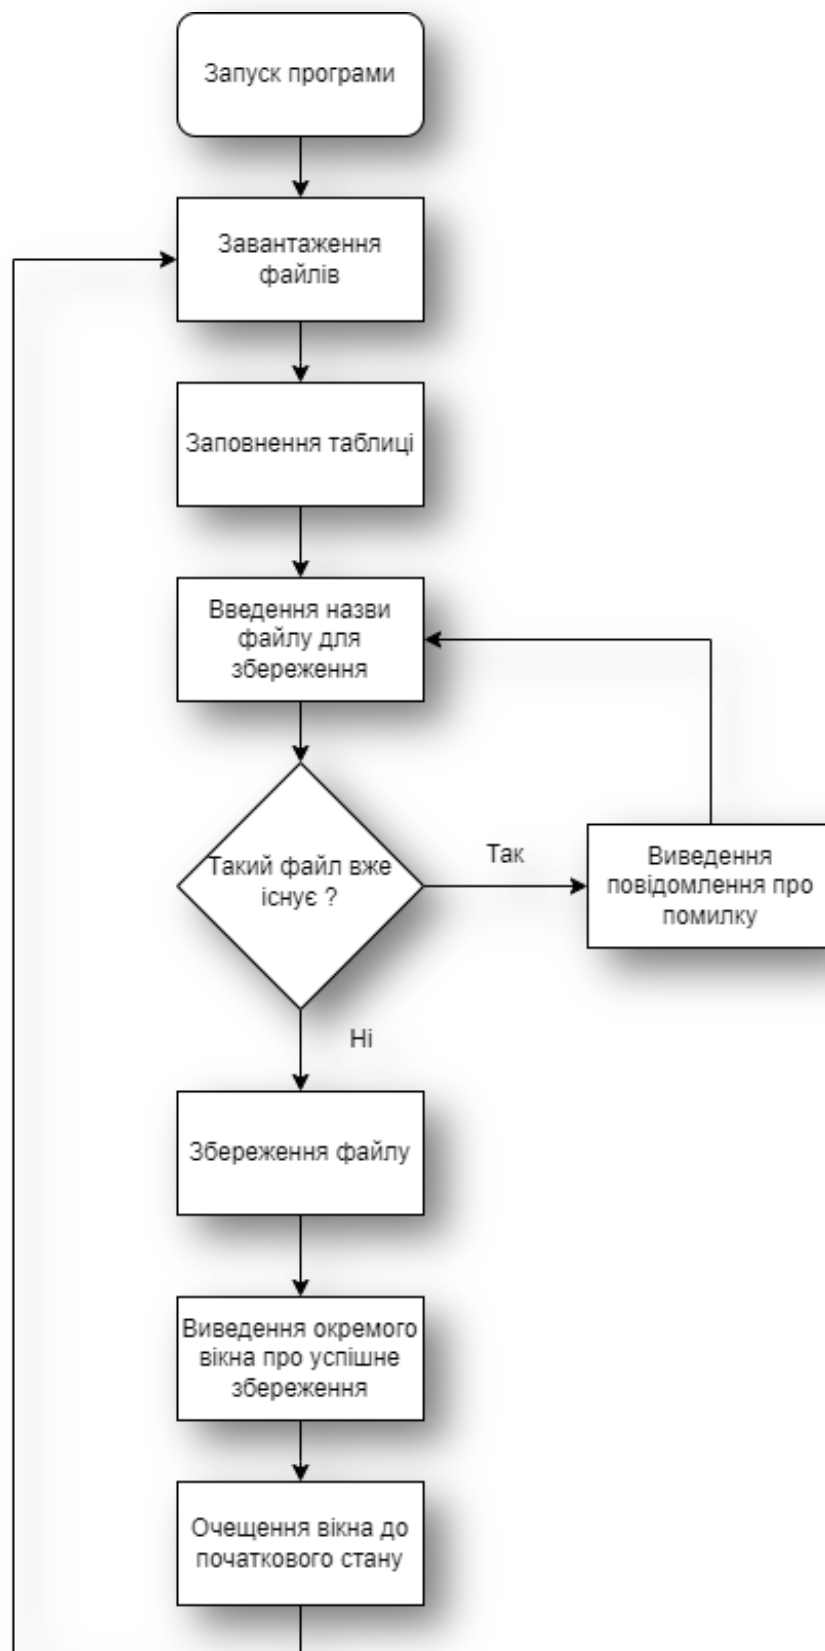 Запуск програми
Завантаження
файлів
Заповнення таблиці
Введення назви
файлу для
збереження
Такий файл вже
існує ?
Так
Виведення
повідомлення про
помилку
Ні
Збереження файлу
Виведення окремого
вікна про успішне
збереження
Очещення вікна до
початкового стану